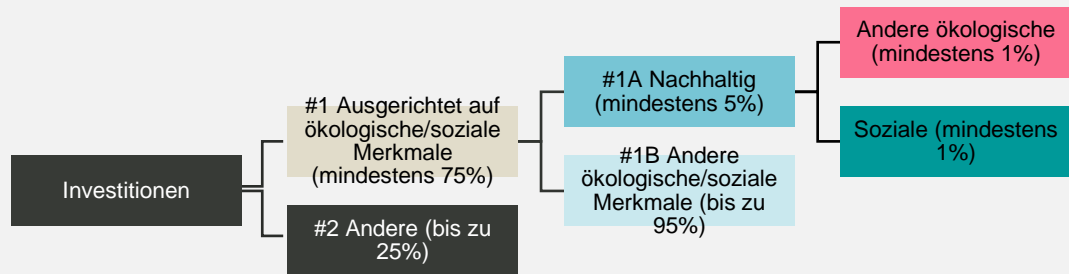 Investitionen
#1 Ausgerichtet auf
ökologische/soziale
Merkmale
(mindestens 75%)
#2 Andere (bis zu
25%)
#1A Nachhaltig
(mindestens 5%)
#1B Andere
ökologische/soziale
Merkmale (bis zu
95%)
Andere ökologische
(mindestens 1%)
Soziale (mindestens
1%)